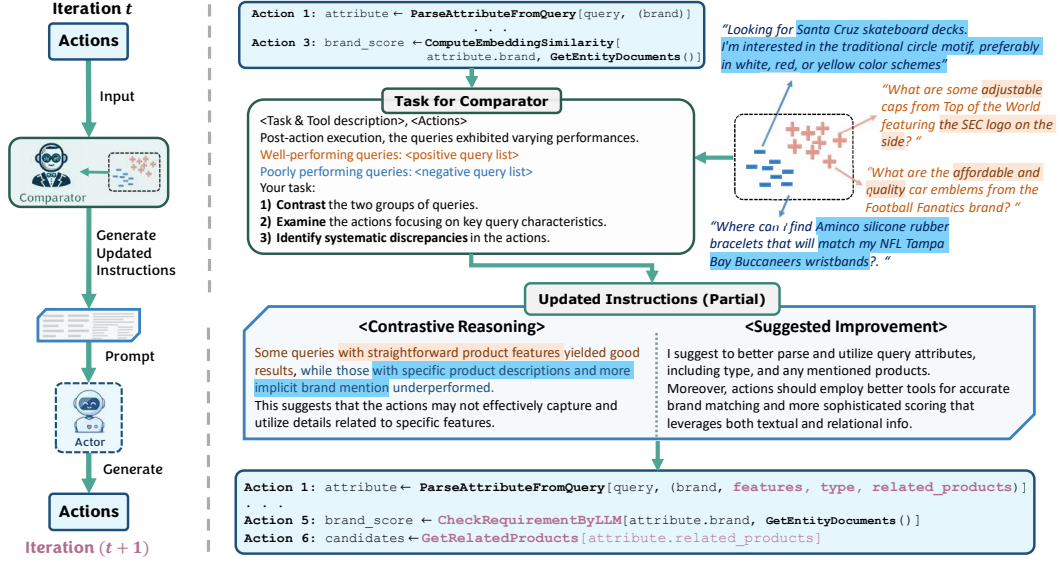 Iteration t
Actions
Input
Comparator
Generate
Updated
Instructions
Prompt
Actor
Generate
Actions
Iteration (t + 1)
Action 1: attribute← ParseAttributeFromQuery[query, (brand)]
. . .
Action 3: brand_score ←ComputeEmbeddingSimilarity[
attribute.brand, GetEntityDocuments()]
Task for Comparator
<Task & Tool description>, <Actions>
Post-action execution, the queries exhibited varying performances.
Well-performing queries: <positive query list>
Poorly performing queries: <negative query list>
Your task:
1) Contrast the two groups of queries.
2) Examine the actions focusing on key query characteristics.
3) Identify systematic discrepancies in the actions.
“Looking for Santa Cruz skateboard decks.
I’m interested in the traditional circle motif, preferably
in white, red, or yellow color schemes”
“What are some adjustable
caps from Top of the World
featuring the SEC logo on the
side? “
“What are the affordable and
quality car emblems from the
Football Fanatics brand? “
“Where can I find Aminco silicone rubber
bracelets that will match my NFL Tampa
Bay Buccaneers wristbands?. “
Updated Instructions (Partial)
<Contrastive Reasoning>
Some queries with straightforward product features yielded good
results, while those with specific product descriptions and more
implicit brand mention underperformed.
This suggests that the actions may not effectively capture and
utilize details related to specific features.
<Suggested Improvement>
I suggest to better parse and utilize query attributes,
including type, and any mentioned products.
Moreover, actions should employ better tools for accurate
brand matching and more sophisticated scoring that
leverages both textual and relational info.
Action 1: attribute← ParseAttributeFromQuery[query, (brand, features, type, related_products)]
. . .
Action 5: brand_score ← CheckRequirementByLLM[attribute.brand, GetEntityDocuments()]
Action 6: candidates←GetRelatedProducts[attribute.related_products]